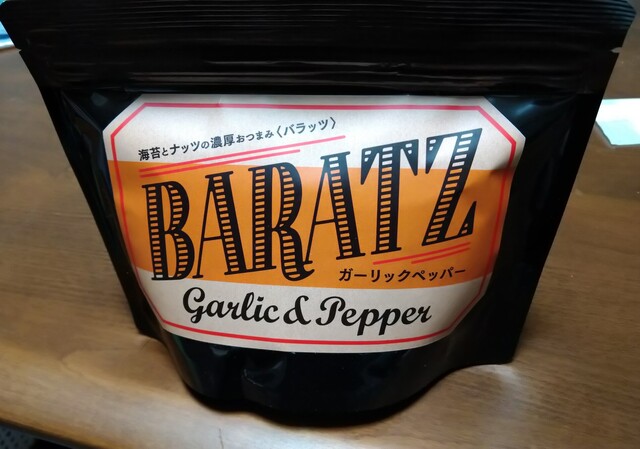 海苔とナッツの濃厚おつまみ〈バラッツ〉
BARATZ
ガーリックペッパー
Garlic & Pepper